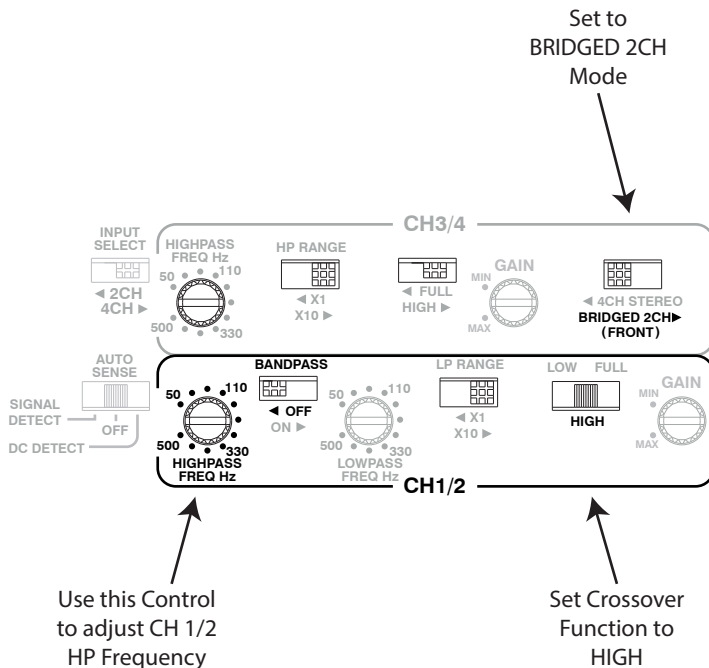 Set to
BRIDGED 2CH
Mode
CH3/4
INPUT
SELECT
◄ 2CH
4CH ►
HIGHPASS
FREQ Hz
50
110
500
330
HP RANGE
◄ X1
X10 ►
◄ FULL
HIGH ►
GAIN
MIN
MAX
◄ 4CH STEREO
BRIDGED 2CH►
(FRONT)
AUTO
SENSE
SIGNAL
DETECT
OFF
DC DETECT
50
110
500
330
HIGHPASS
FREQ Hz
BANDPASS
◄ OFF
ON ►
50
110
500
330
LOWPASS
FREQ Hz
LP RANGE
◄ X1
X10 ►
LOW FULL
HIGH
GAIN
MIN
MAX
CH1/2
Use this Control
to adjust CH 1/2
HP Frequency
Set Crossover
Function to
HIGH